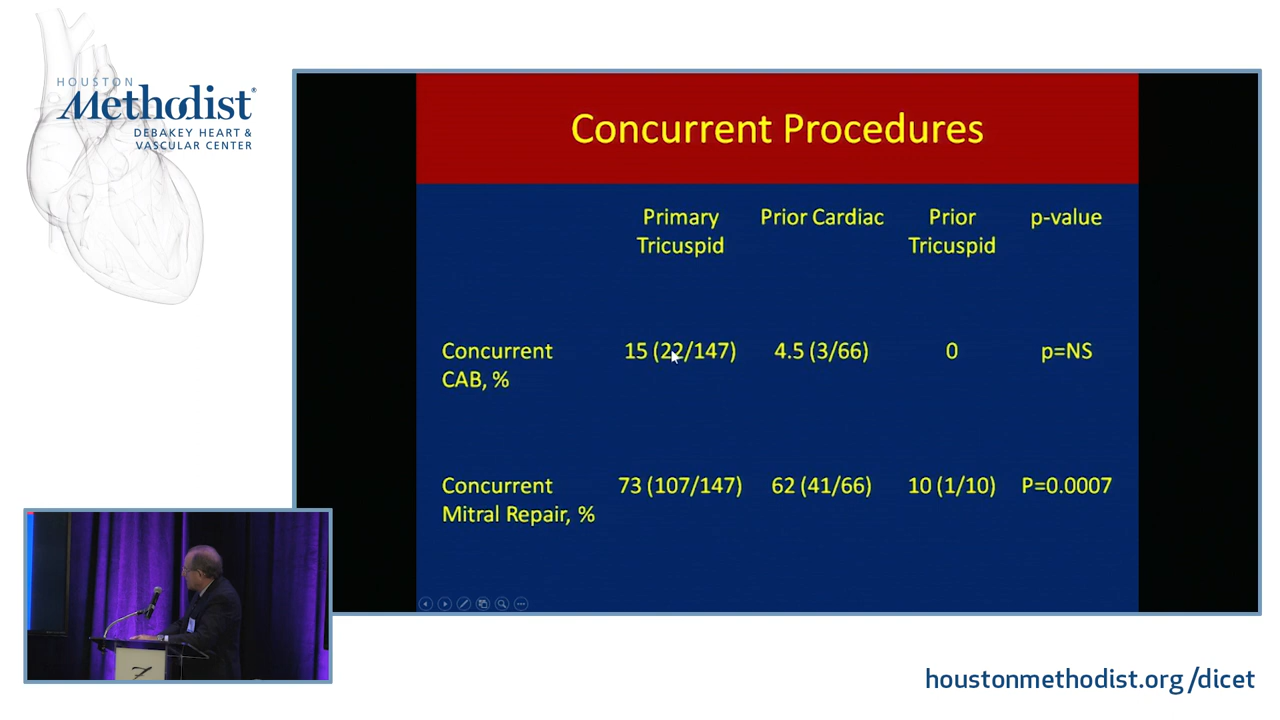 HOUSTON
Methodist®
DEBAKEY HEART &
VASCULAR CENTER
Concurrent Procedures
Primary Tricuspid
Prior Cardiac
Prior Tricuspid
p-value
Concurrent CAB, %
15 (22/147)
4.5 (3/66)
0
p=NS
Concurrent Mitral Repair, %
73 (107/147)
62 (41/66)
10 (1/10)
P=0.0007
houstonmethodist.org/dicet